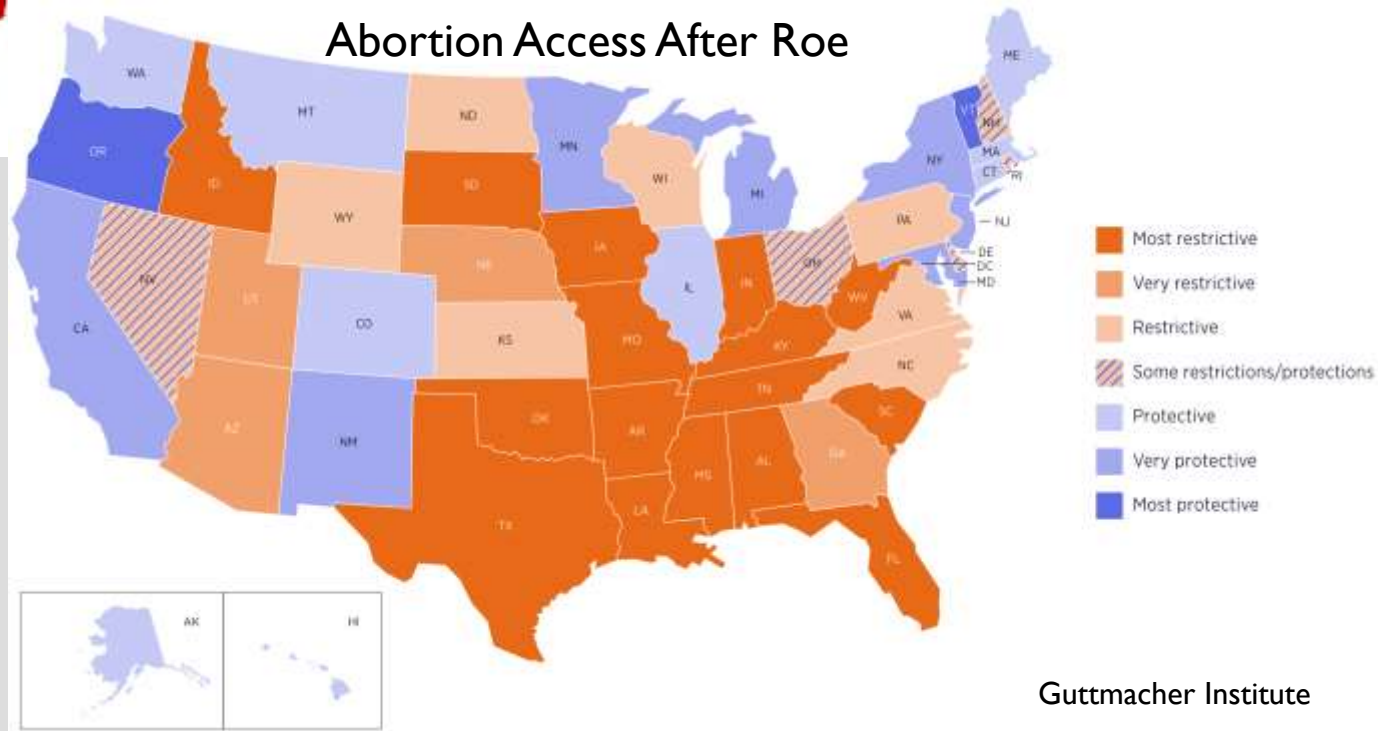 Abortion Access After Roe
WA
MT
ND
MN
ME
VT
NH
OR
ID
SD
WI
MI
NY
MA
CT
RI
WY
IA
PA
NJ
NV
UT
NE
IL
IN
OH
DE
DC
MD
CA
CO
KS
MO
KY
WV
VA
AZ
NM
OK
AR
TN
NC
SC
TX
LA
MS
AL
GA
FL
AK
HI
Most restrictive
Very restrictive
Restrictive
Some restrictions/protections
Protective
Very protective
Most protective
Guttmacher Institute